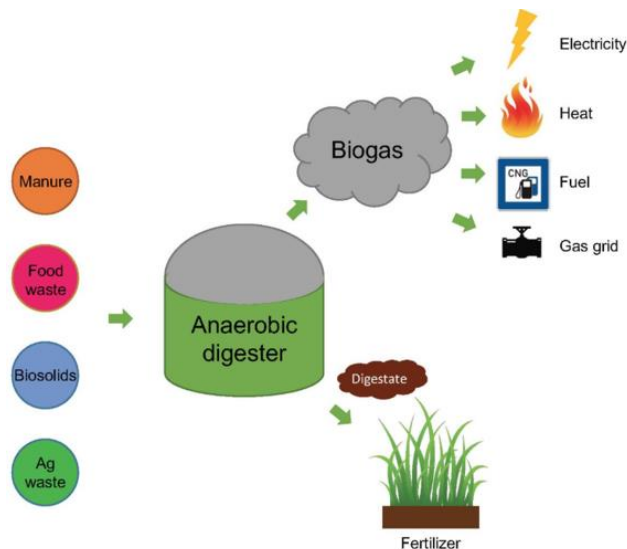 Manure
Food
waste
Biosolids
Ag
waste
Anaerobic
digester
Biogas
Electricity
Heat
CNG
Fuel
Gas grid
Digestate
Fertilizer